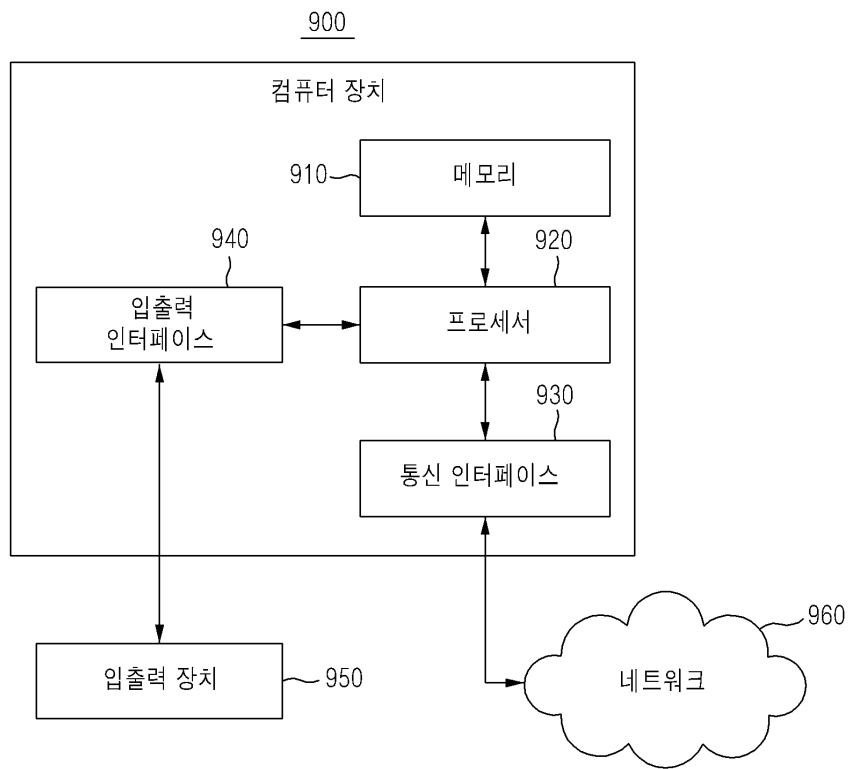 900
컴퓨터 장치
910
메모리
940
920
입출력
인터페이스
프로세서
930
통신 인터페이스
960
입출력 장치
950
네트워크